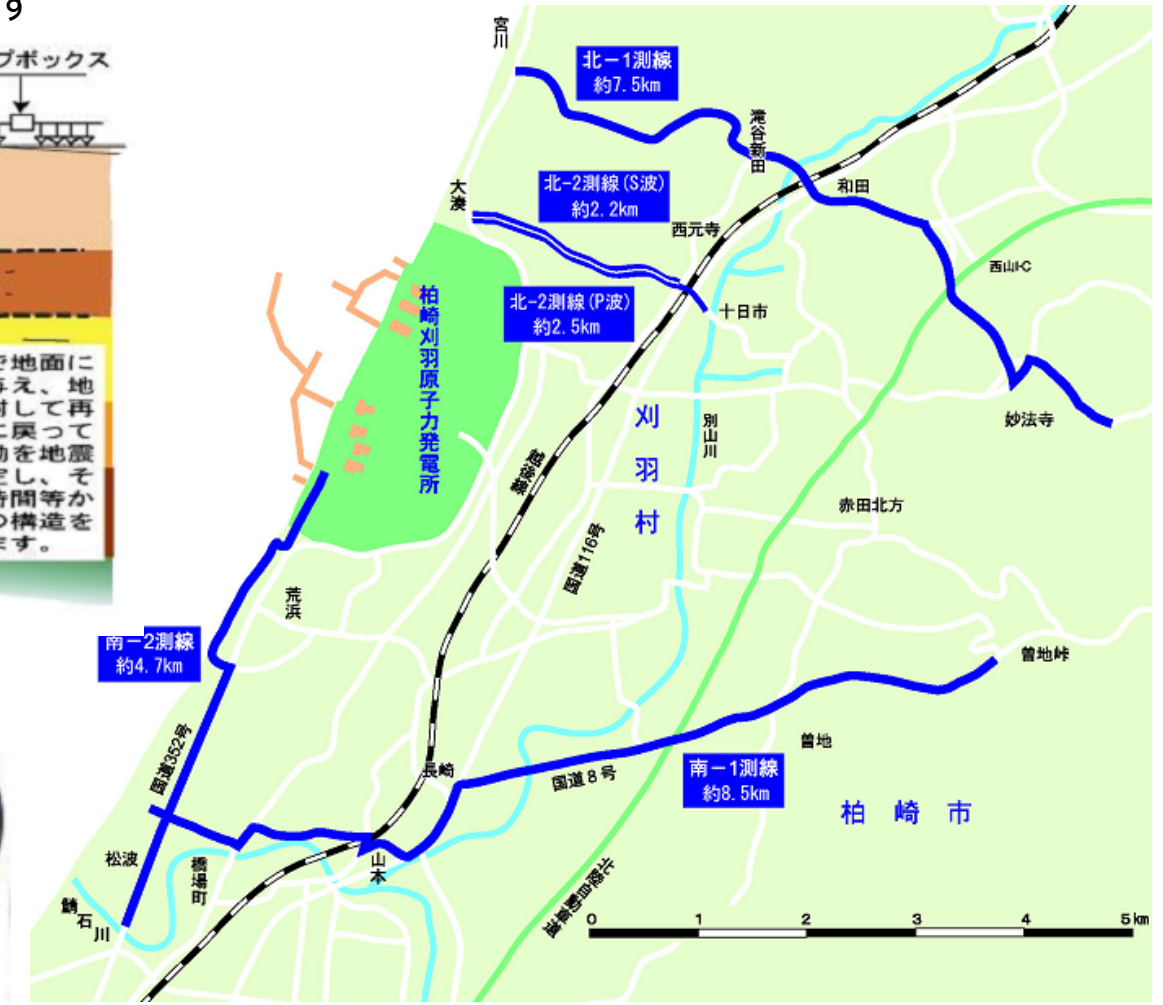 9
プボックス
で地面に
与え、地
対して再
に戻って
動を地震
定し、そ
時間等か
の構造を
ます。
宮川
北－1測線
約7.5km
滝谷新田
大湊
北-2測線(S波)
約2.2km
和田
西元寺
西山I・C
北-2測線(P波)
約2.5km
十日市
柏崎刈羽原子力発電所
刈羽村
別山川
妙法寺
越後線
赤田北方
国道116号
荒浜
南－2測線
約4.7km
曽地峠
国道352号
曽地
長崎
国道8号
南－1測線
約8.5km
柏崎市
松波
橋場町
山本
鯖石川
北陸自動車道
0 1 2 3 4 5km